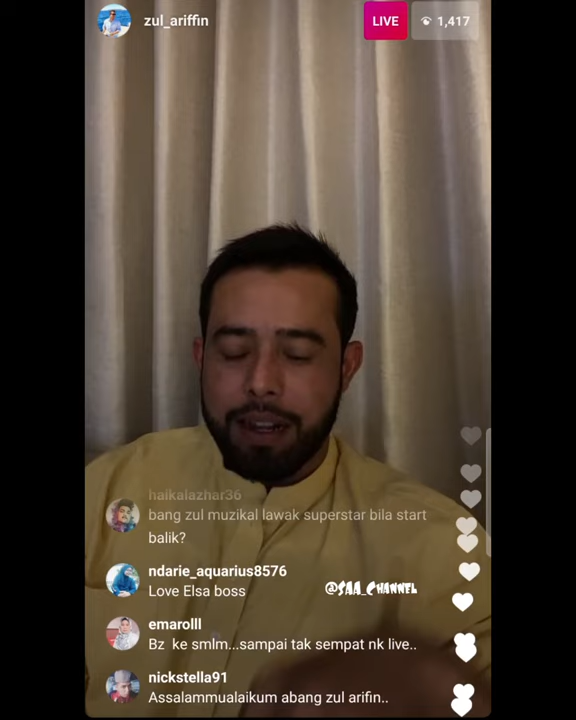 zul_ariffin
LIVE
1,417
haikalazhar36
bang zul muzikal lawak superstar bila start
balik?
ndarie_aquarius8576
Love Elsa boss
@SAA_CHANNEL
emarolll
Bz ke smlm...sampai tak sempat nk live..
nickstella91
Assalammualaikum abang zul arifin..